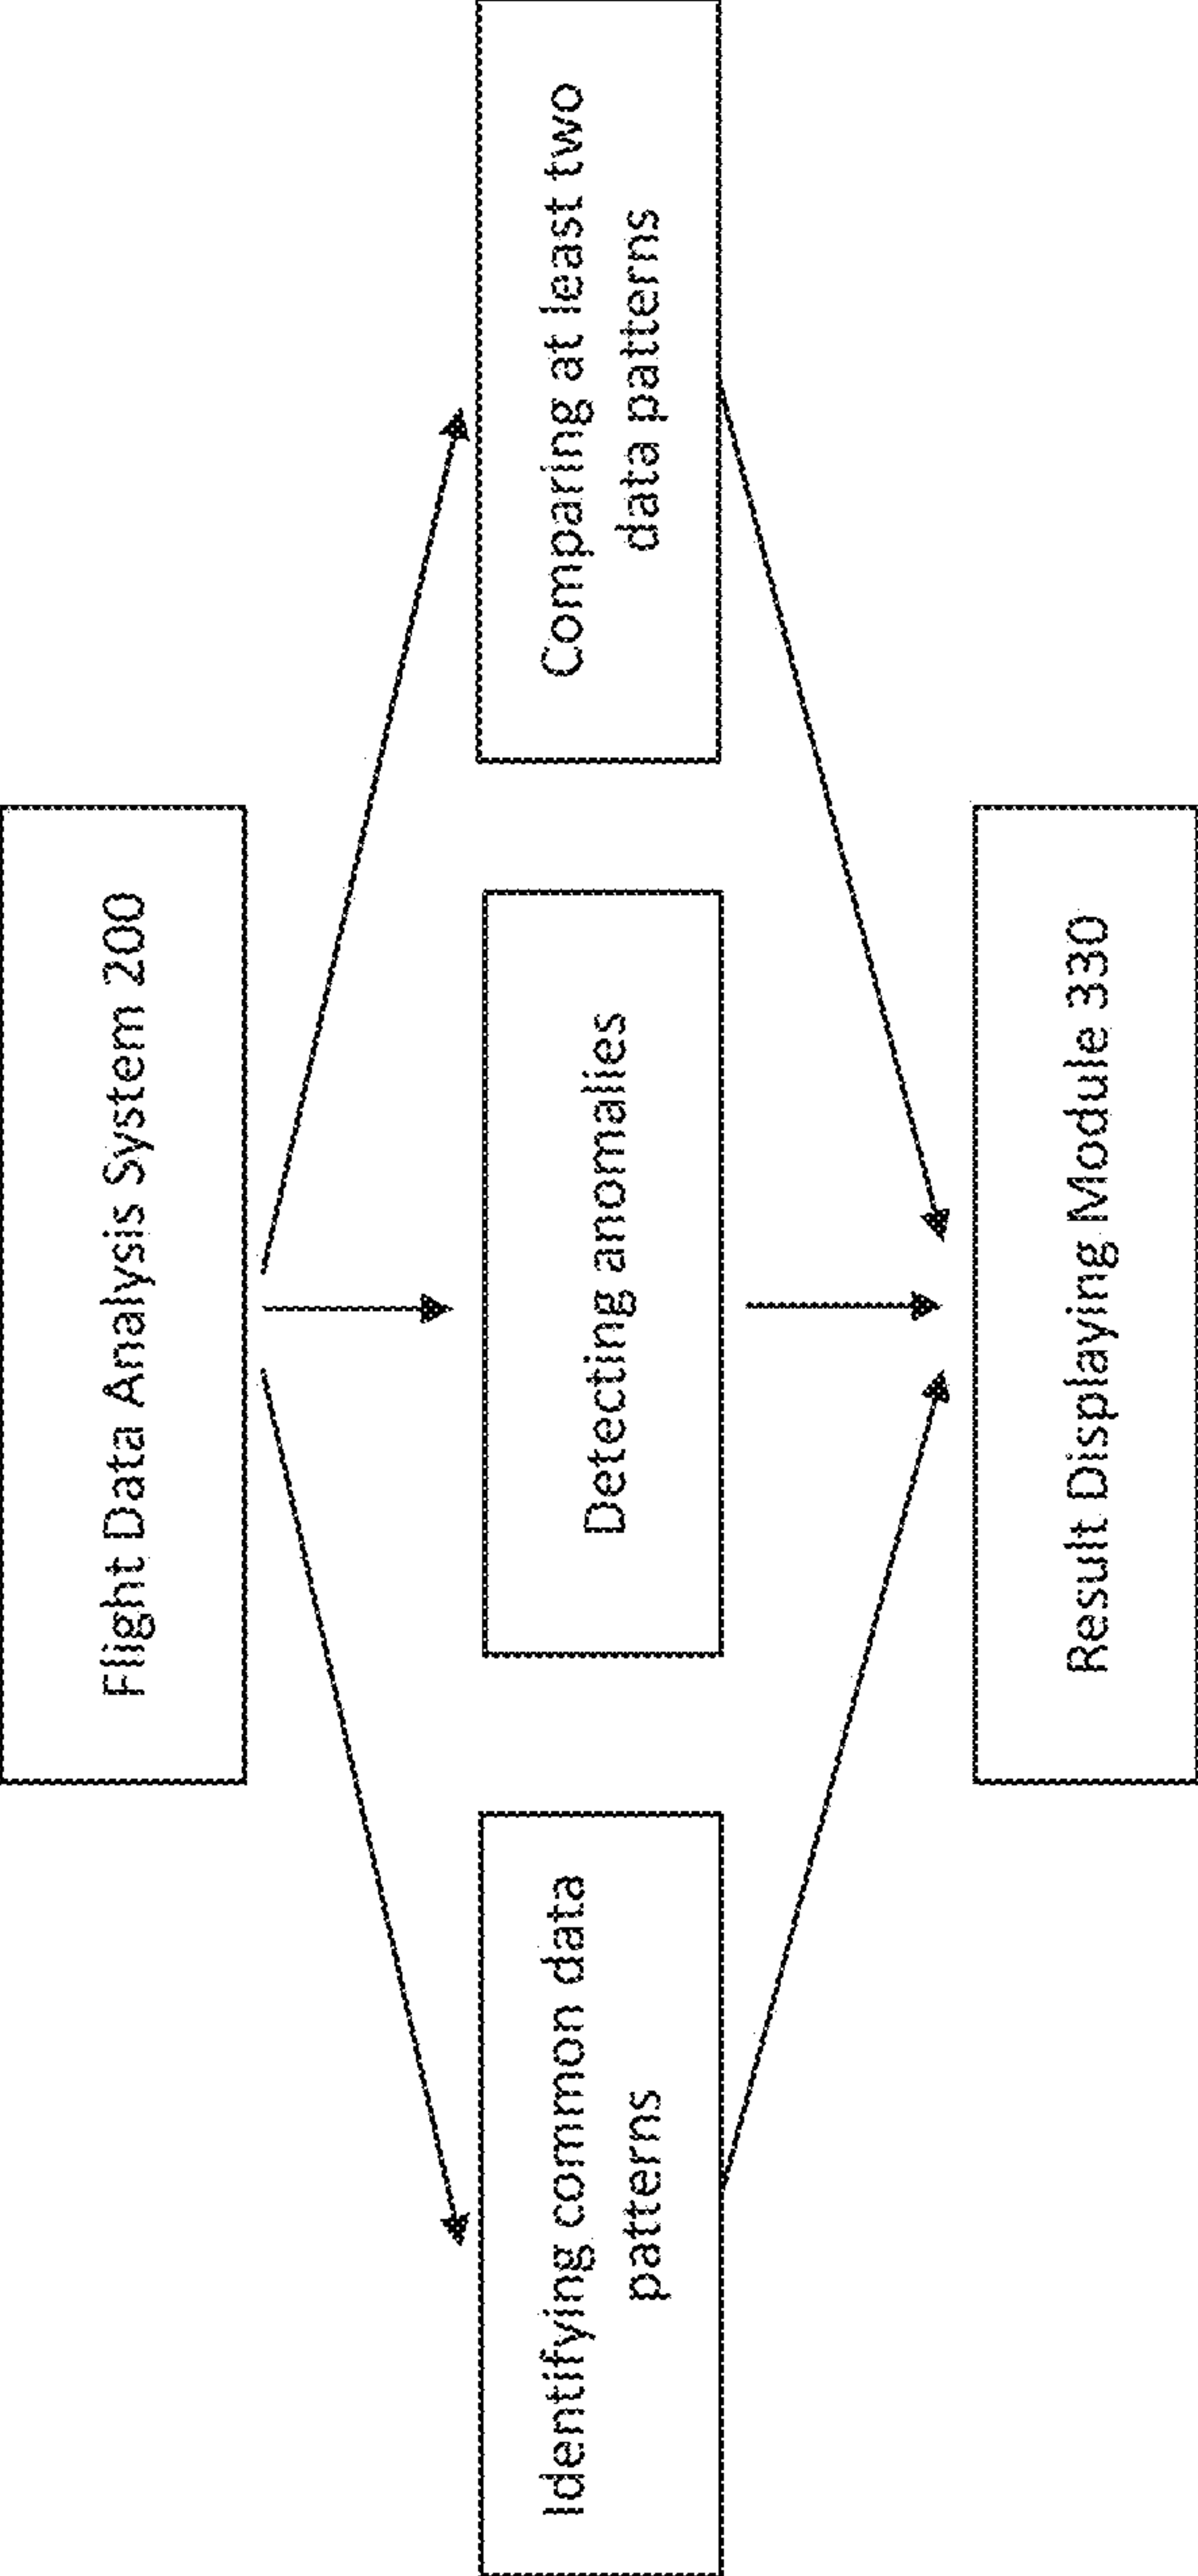 Flight Data Analysis System 200
Identifying common data
patterns
Detecting anomalies
Comparing at least two
data patterns
Result Displaying Module 330